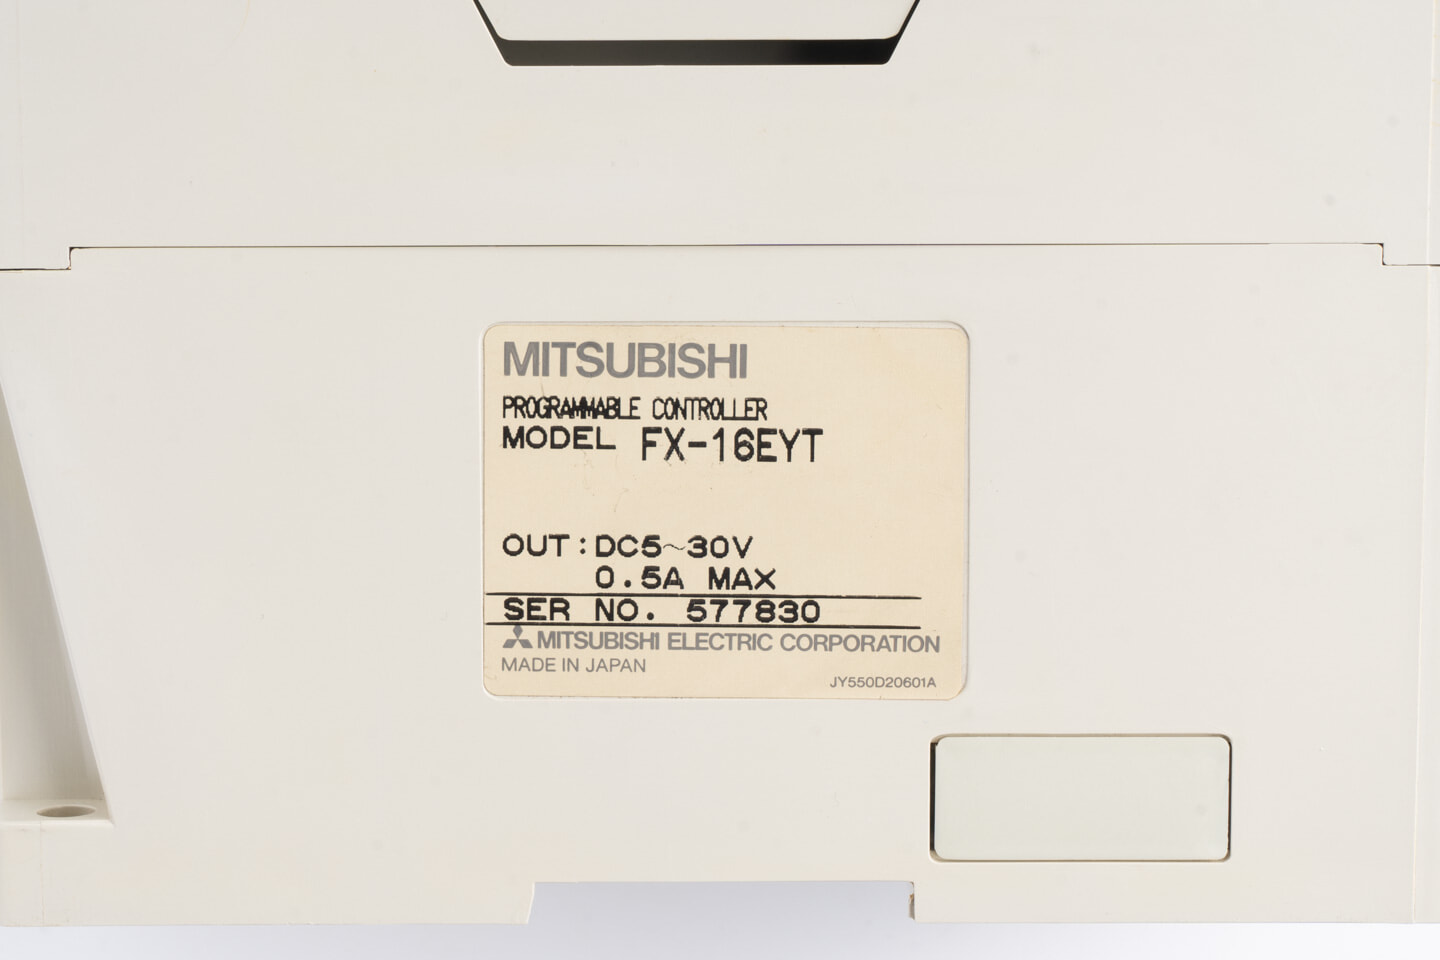 MITSUBISHI
PROGRAMMABLE CONTROLLER
MODEL FX-16EYT
OUT:DC5~30V
0.5A MAX
SER NO. 577830
MITSUBISHI ELECTRIC CORPORATION
MADE IN JAPAN
JY550D20601A